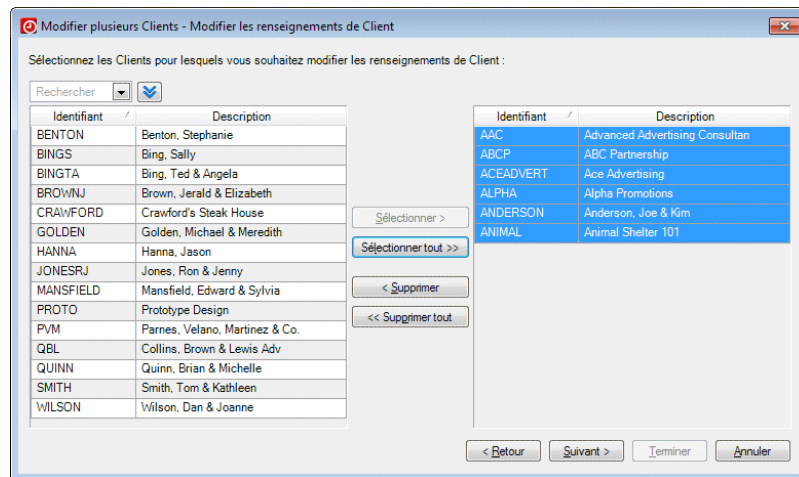 Modifier plusieurs Clients - Modifier les renseignements de Client
Sélectionnez les Clients pour lesquels vous souhaitez modifier les renseignements de Client :
Rechercher
Identifiant Description
BENTON Benton, Stephanie
BINGS Bing, Sally
BINGTA Bing, Ted & Angela
BROWNJ Brown, Jerald & Elizabeth
CRAWFORD Crawford's Steak House
GOLDEN Golden, Michael & Meredith
HANNA Hanna, Jason
JONESRJ Jones, Ron & Jenny
MANSFIELD Mansfield, Edward & Sylvia
PROTO Prototype Design
PVM Parnes, Velano, Martinez & Co.
QBL Collins, Brown & Lewis Adv
QUINN Quinn, Brian & Michelle
SMITH Smith, Tom & Kathleen
WILSON Wilson, Dan & Joanne
Sélectionner >
Sélectionner tout >>
< Supprimer
<< Supprimer tout
Identifiant Description
AAC Advanced Advertising Consultan
ABCP ABC Partnership
ACEADVERT Ace Advertising
ALPHA Alpha Promotions
ANDERSON Anderson, Joe & Kim
ANIMAL Animal Shelter 101
< Retour Suivant > Terminer Annuler